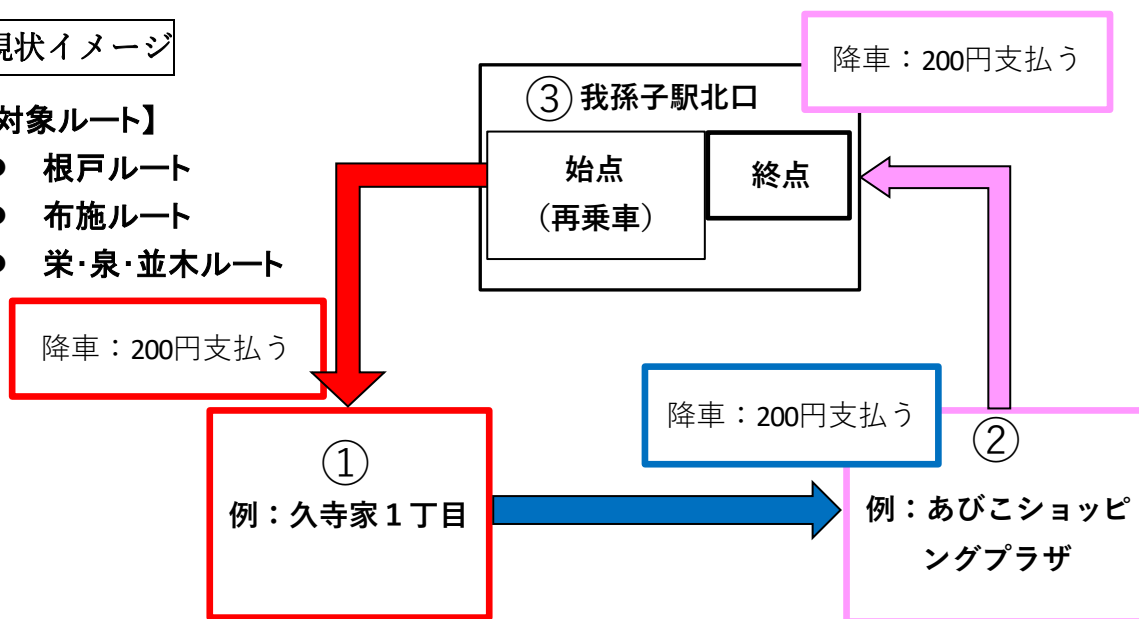 現状イメージ
対象ルート】
● 根戸ルート
● 布施ルート
● 栄・泉・並木ルート
降車：200円支払う
③我孫子駅北口
始点
（再乗車）
終点
降車：200円支払う
降車：200円支払う
①
例：久寺家１丁目
②
例：あびこショッピ
ングプラザ